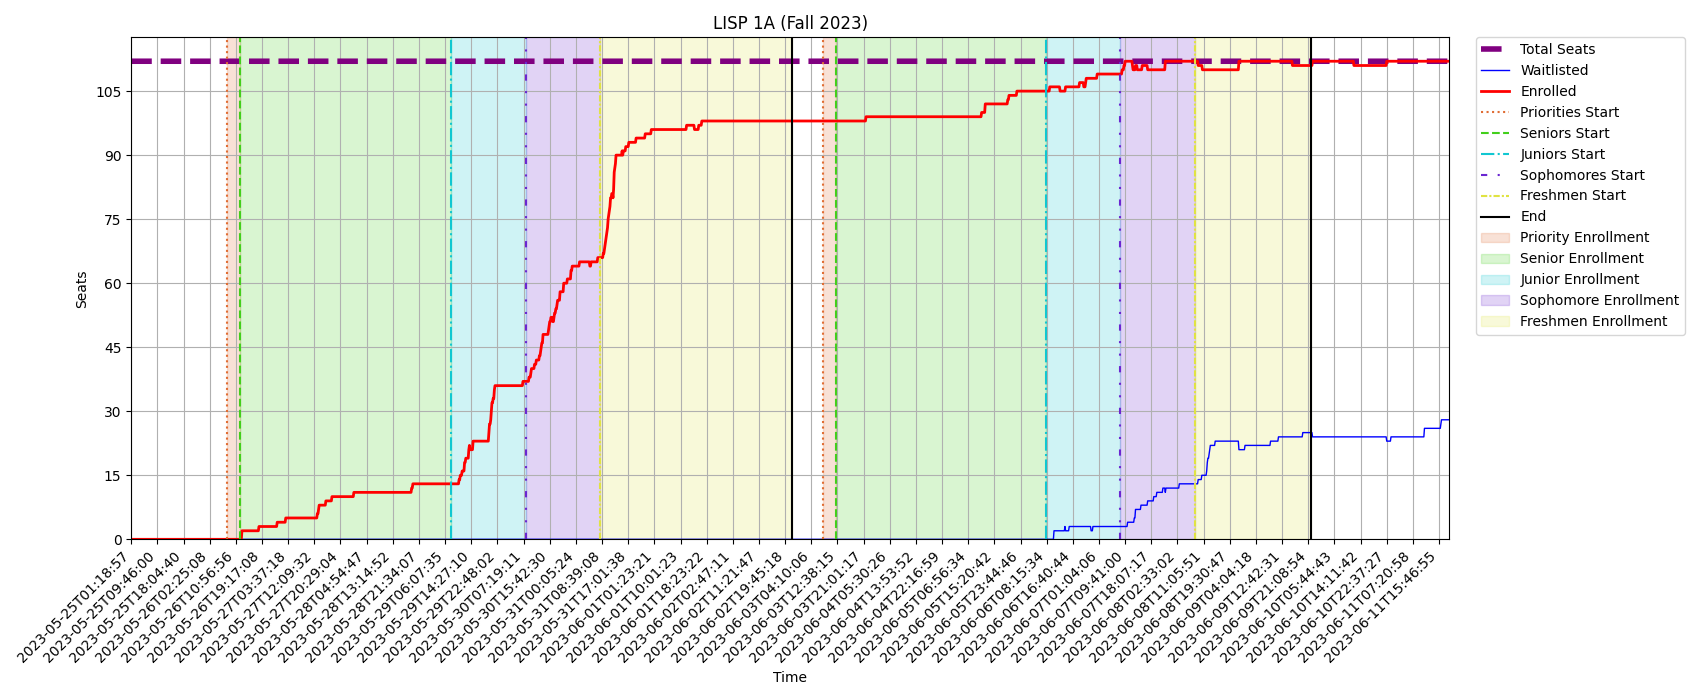 LISP 1A (Fall 2023)
Seats
105
90
75
60
45
30
15
0
2023-05-25T01:18:57
2023-05-25T09:46:00
2023-05-25T18:04:40
2023-05-26T02:25:08
2023-05-26T10:56:56
2023-05-26T19:17:08
2023-05-27T03:37:18
2023-05-27T12:09:32
2023-05-27T20:29:04
2023-05-28T04:54:47
2023-05-28T13:14:52
2023-05-28T21:34:07
2023-05-29T06:07:35
2023-05-29T14:27:10
2023-05-29T22:48:02
2023-05-30T07:19:11
2023-05-30T15:42:30
2023-05-31T00:05:24
2023-05-31T08:39:08
2023-05-31T17:01:38
2023-06-01T01:23:21
2023-06-01T10:01:23
2023-06-01T18:23:22
2023-06-02T02:47:11
2023-06-02T11:21:47
2023-06-02T19:45:18
2023-06-03T04:10:06
2023-06-03T12:38:15
2023-06-03T21:01:17
2023-06-04T05:30:26
2023-06-04T13:53:52
2023-06-04T22:16:59
2023-06-05T06:56:34
2023-06-05T15:20:42
2023-06-05T23:44:46
2023-06-06T08:15:34
2023-06-06T16:40:44
2023-06-07T01:04:06
2023-06-07T09:41:00
2023-06-07T18:07:17
2023-06-08T02:33:02
2023-06-08T11:05:51
2023-06-08T19:30:47
2023-06-09T04:04:18
2023-06-09T12:42:31
2023-06-09T21:08:54
2023-06-10T05:44:43
2023-06-10T14:11:42
2023-06-10T22:37:27
2023-06-11T07:20:58
2023-06-11T15:46:55
Time
Total Seats
Waitlisted
Enrolled
Priorities Start
Seniors Start
Juniors Start
Sophomores Start
Freshmen Start
End
Priority Enrollment
Senior Enrollment
Junior Enrollment
Sophomore Enrollment
Freshmen Enrollment